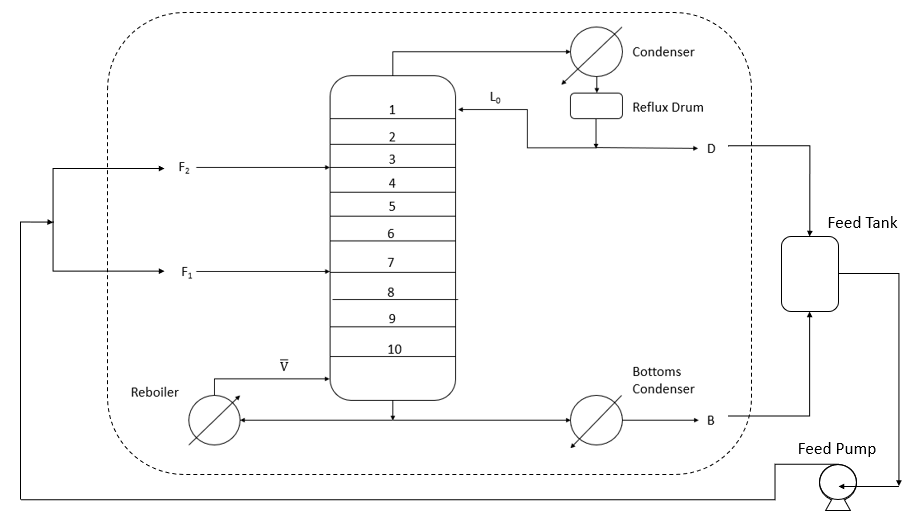 Condenser
L₀
Reflux Drum
1
2
3
4
5
6
7
8
9
10
F₂
F₁
D
Feed Tank
V̅
Reboiler
Bottoms
Condenser
B
Feed Pump